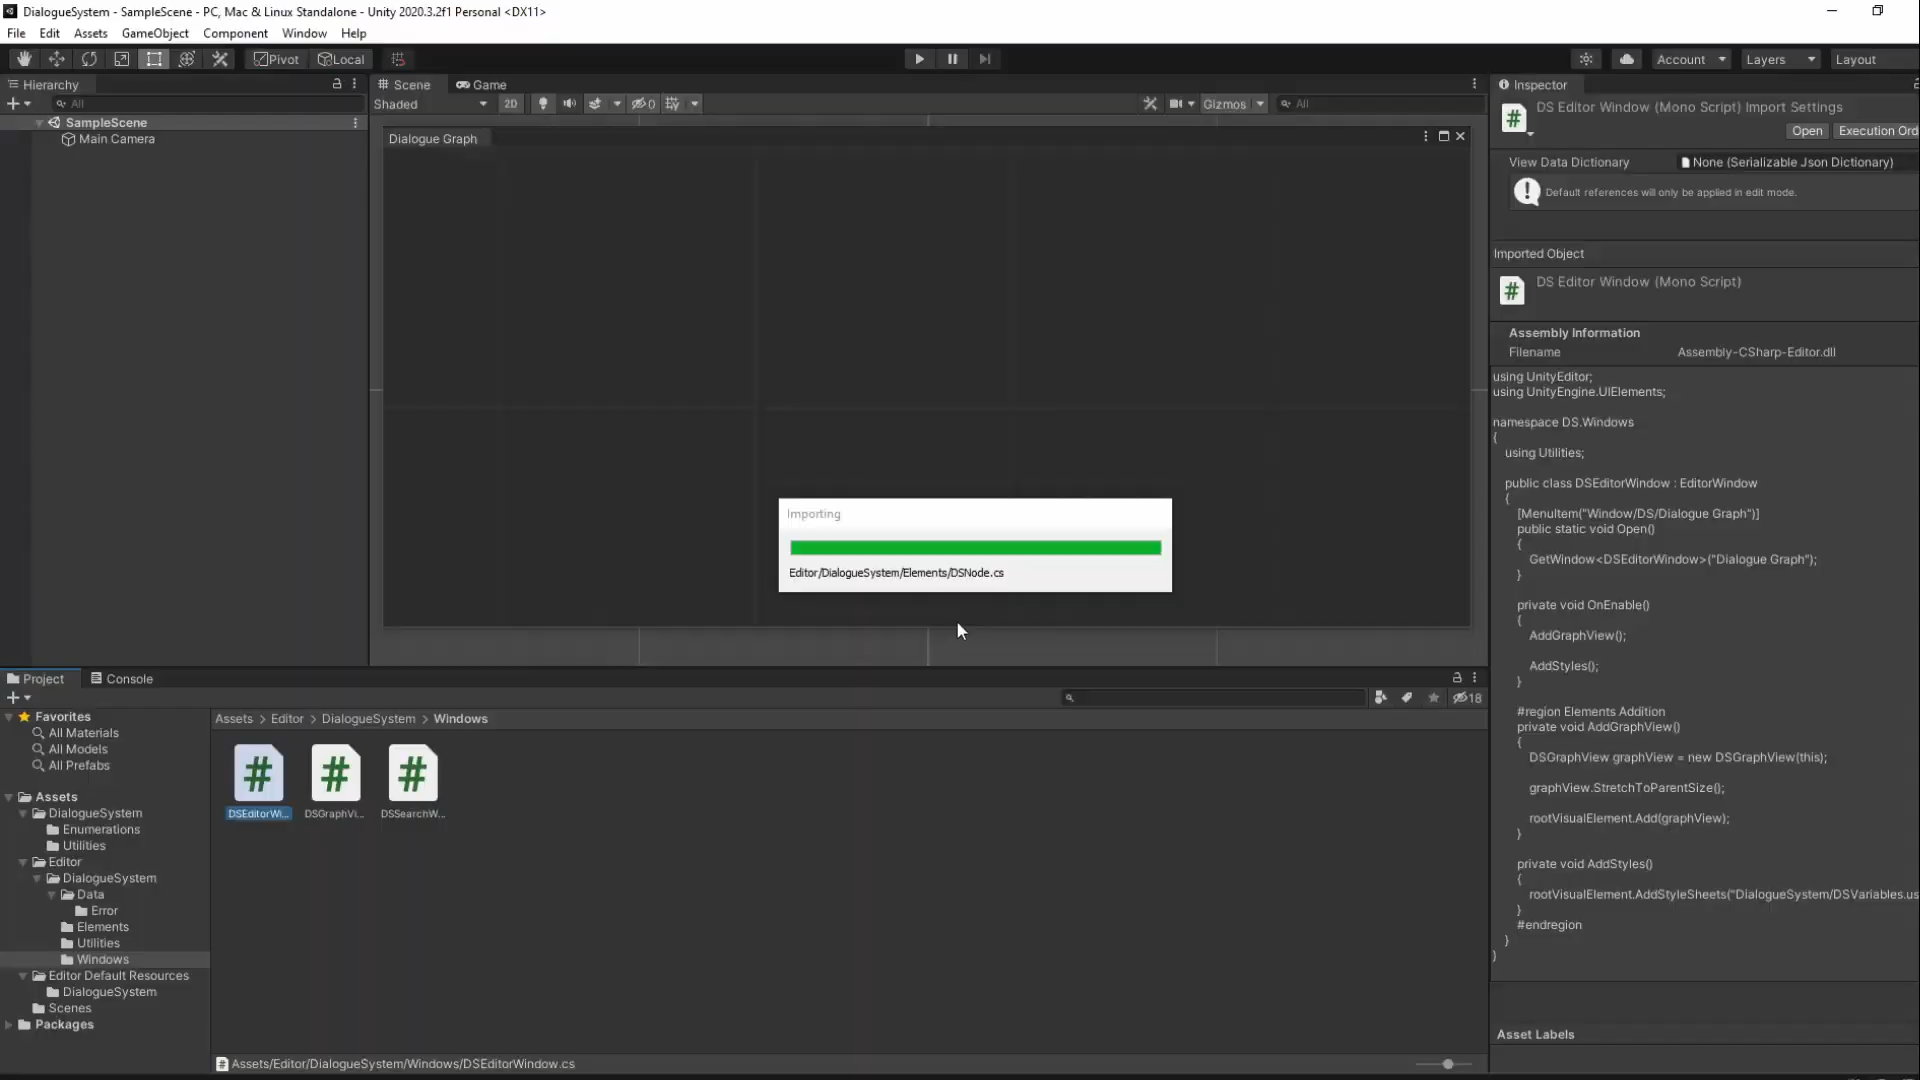 DialogueSystem - SampleScene - PC, Mac & Linux Standalone - Unity 2020.3.2f1 Personal <DX11>
File Edit Assets GameObject Component Window Help
Pivot Local Account Layers Layout
Hierarchy
All
SampleScene
Main Camera
Scene Game
Shaded 2D 0 Gizmos All
Dialogue Graph
Importing
Editor/DialogueSystem/Elements/DSNode.cs
Inspector
DS Editor Window (Mono Script) Import Settings
Open Execution Ord
View Data Dictionary None (Serializable Json Dictionary)
Default references will only be applied in edit mode.
Imported Object
DS Editor Window (Mono Script)
Assembly Information
Filename Assembly-CSharp-Editor.dll
using UnityEditor;
using UnityEngine.UIElements;
namespace DS.Windows
{
using Utilities;
public class DSEditorWindow : EditorWindow
{
[MenuItem("Window/DS/Dialogue Graph")]
public static void Open()
{
GetWindow<DSEditorWindow>("Dialogue Graph");
}
private void OnEnable()
{
AddGraphView();
AddStyles();
}
#region Elements Addition
private void AddGraphView()
{
DSGraphView graphView = new DSGraphView(this);
graphView.StretchToParentSize();
rootVisualElement.Add(graphView);
}
private void AddStyles()
{
rootVisualElement.AddStyleSheets("DialogueSystem/DSVariables.us
}
#endregion
}
}
Asset Labels
Project Console
18
Favorites
All Materials
All Models
All Prefabs
Assets
DialogueSystem
Enumerations
Utilities
Editor
DialogueSystem
Data
Error
Elements
Utilities
Windows
Editor Default Resources
DialogueSystem
Scenes
Packages
Assets > Editor > DialogueSystem > Windows
DSEditorWi... DSGraphVi... DSSearchW...
Assets/Editor/DialogueSystem/Windows/DSEditorWindow.cs